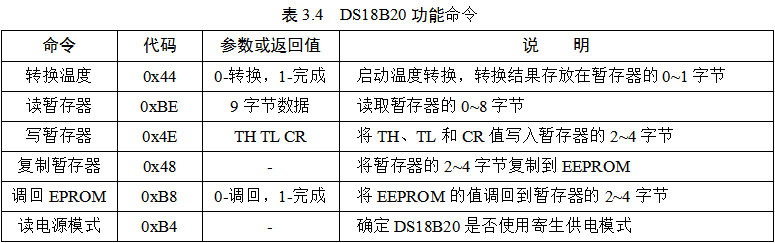 表 3.4 DS18B20 功能命令
命令 代码 参数或返回值 说 明
转换温度 0x44 0-转换，1-完成 启动温度转换，转换结果存放在暂存器的 0~1 字节
读暂存器 0xBE 9 字节数据 读取暂存器的 0~8 字节
写暂存器 0x4E TH TL CR 将 TH、TL 和 CR 值写入暂存器的 2~4 字节
复制暂存器 0x48 - 将暂存器的 2~4 字节复制到 EEPROM
调回 EPROM 0xB8 0-调回，1-完成 将 EEPROM 的值调回到暂存器的 2~4 字节
读电源模式 0xB4 - 确定 DS18B20 是否使用寄生供电模式